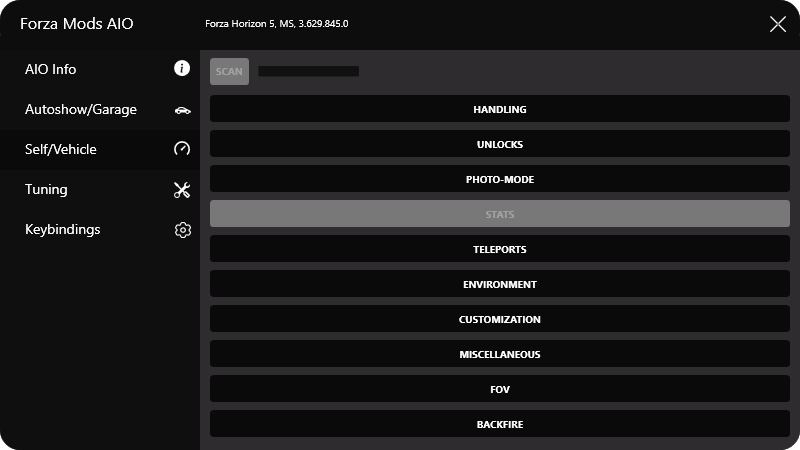 Forza Mods AIO
Forza Horizon 5, MS, 3.629.845.0
AIO Info
Autoshow/Garage
Self/Vehicle
Tuning
Keybindings
SCAN
HANDLING
UNLOCKS
PHOTO-MODE
STATS
TELEPORTS
ENVIRONMENT
CUSTOMIZATION
MISCELLANEOUS
FOV
BACKFIRE